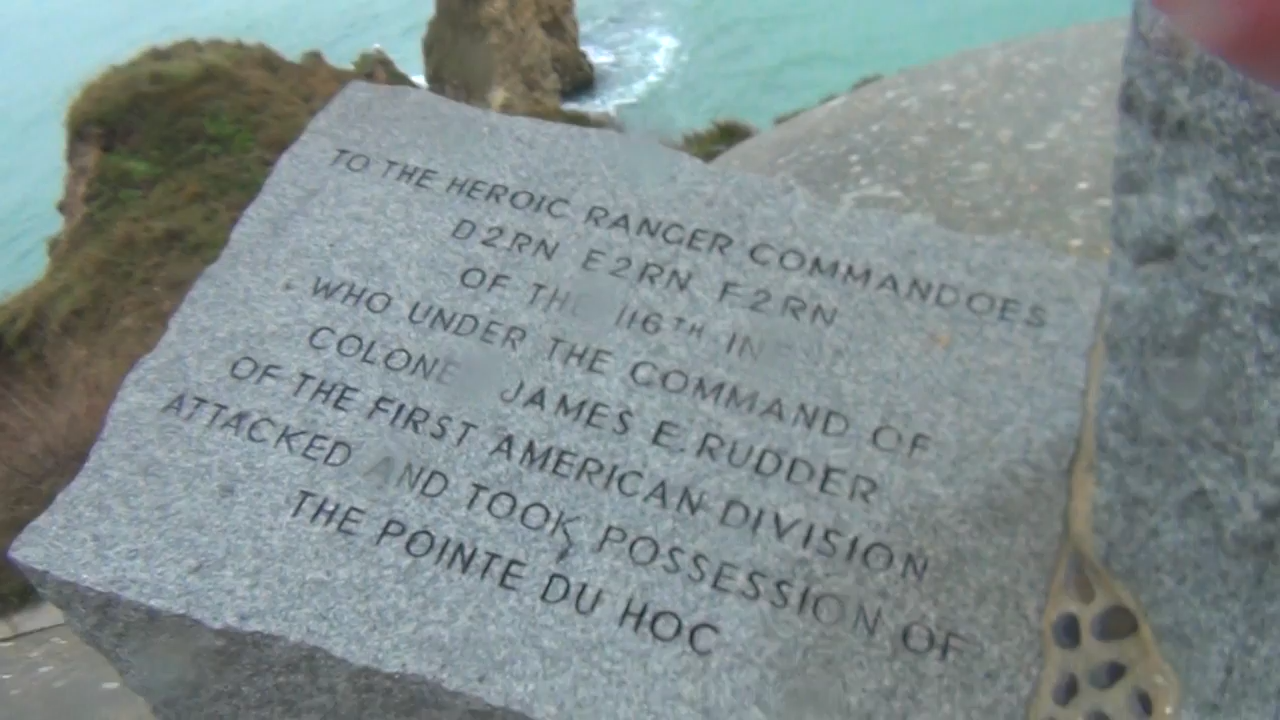 TO THE HEROIC RANGER COMMANDOES
D2RN E2RN F2RN
OF THE 116TH
WHO UNDER THE COMMAND OF
JAMES E. RUDDER
OF THE FIRST AMERICAN DIVISION
ATTACKED AND TOOK POSSESSION OF
THE POINTE DU HOC